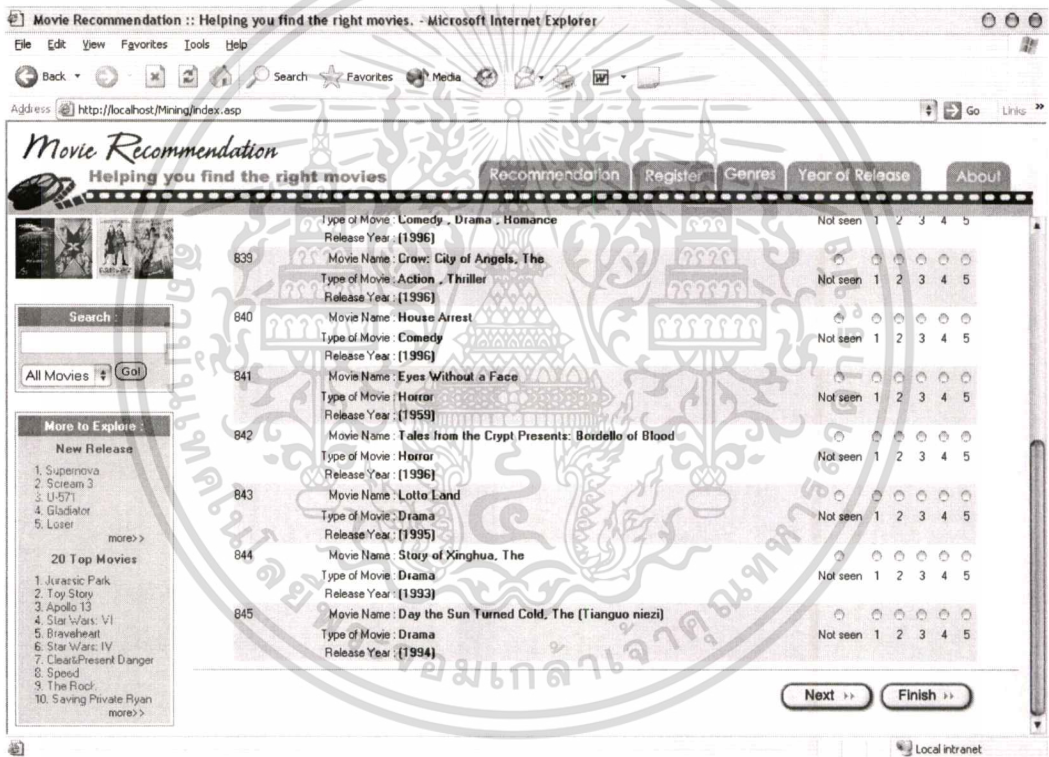 Movie Recommendation :: Helping you find the right movies. - Microsoft Internet Explorer
File Edit View Favorites Tools Help
Back Search Favorites Media
Address http://localhost/Mining/index.asp Go Links »
Movie Recommendation
Helping you find the right movies
Recommendation Register Genres Year of Release About
Type of Movie : Comedy , Drama , Romance Not seen 1 2 3 4 5
Release Year : (1996)
839 Movie Name : Crow: City of Angels, The
Type of Movie : Action , Thriller Not seen 1 2 3 4 5
Release Year : (1996)
840 Movie Name : House Arrest
Type of Movie : Comedy Not seen 1 2 3 4 5
Release Year : (1996)
841 Movie Name : Eyes Without a Face
Type of Movie : Horror Not seen 1 2 3 4 5
Release Year : (1959)
842 Movie Name : Tales from the Crypt Presents: Bordello of Blood
Type of Movie : Horror Not seen 1 2 3 4 5
Release Year : (1996)
843 Movie Name : Lotto Land
Type of Movie : Drama Not seen 1 2 3 4 5
Release Year : (1995)
844 Movie Name : Story of Xinghua, The
Type of Movie : Drama Not seen 1 2 3 4 5
Release Year : (1993)
845 Movie Name : Day the Sun Turned Cold, The (Tianguo niezi)
Type of Movie : Drama Not seen 1 2 3 4 5
Release Year : (1994)
Next ›› Finish ››
Search :
All Movies Go!
More to Explore :
New Release
1. Supernova
2. Scream 3
3. U-571
4. Gladiator
5. Loser
more>>
20 Top Movies
1. Jurassic Park
2. Toy Story
3. Apollo 13
4. Star Wars: VI
5. Braveheart
6. Star Wars: IV
7. Clear&Present Danger
8. Speed
9. The Rock
10. Saving Private Ryan
more>>
Local intranet